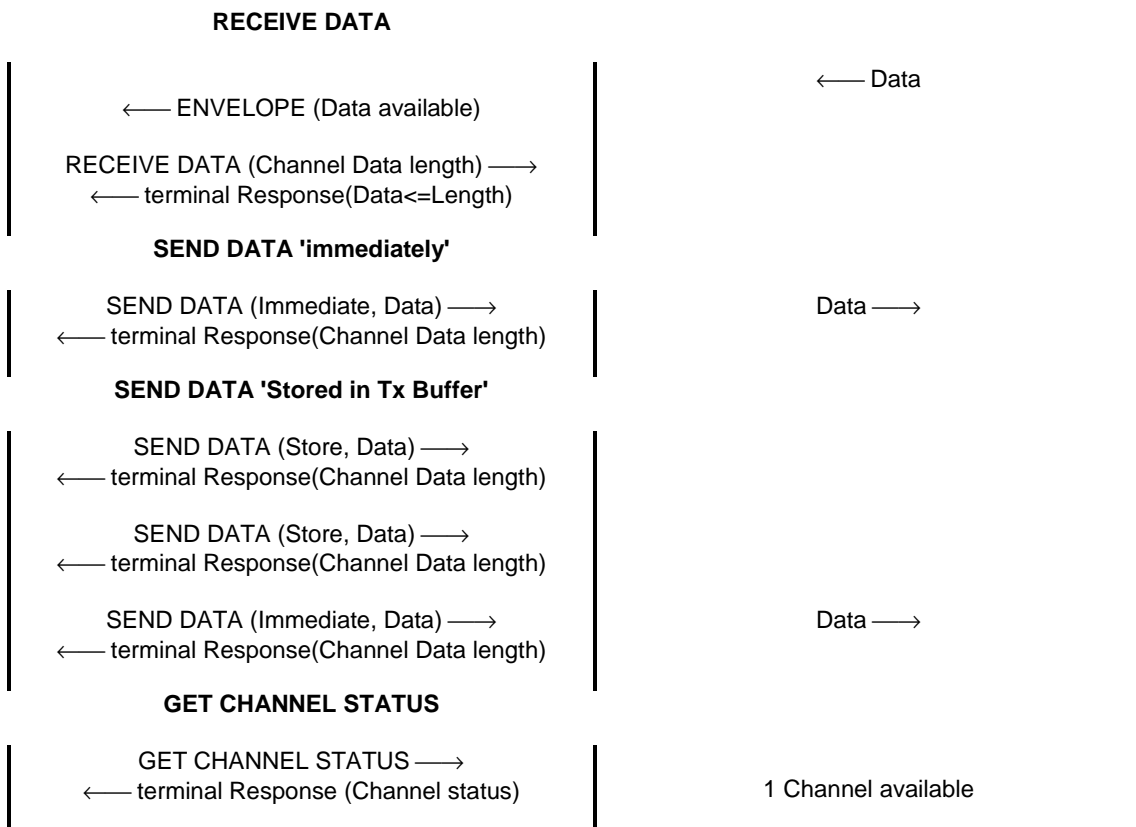 RECEIVE DATA
← Data
← ENVELOPE (Data available)
RECEIVE DATA (Channel Data length) →
← terminal Response(Data<=Length)
SEND DATA 'immediately'
SEND DATA (Immediate, Data) → Data →
← terminal Response(Channel Data length)
SEND DATA 'Stored in Tx Buffer'
SEND DATA (Store, Data) →
← terminal Response(Channel Data length)
SEND DATA (Store, Data) →
← terminal Response(Channel Data length)
SEND DATA (Immediate, Data) → Data →
← terminal Response(Channel Data length)
GET CHANNEL STATUS
GET CHANNEL STATUS →
← terminal Response (Channel status) 1 Channel available